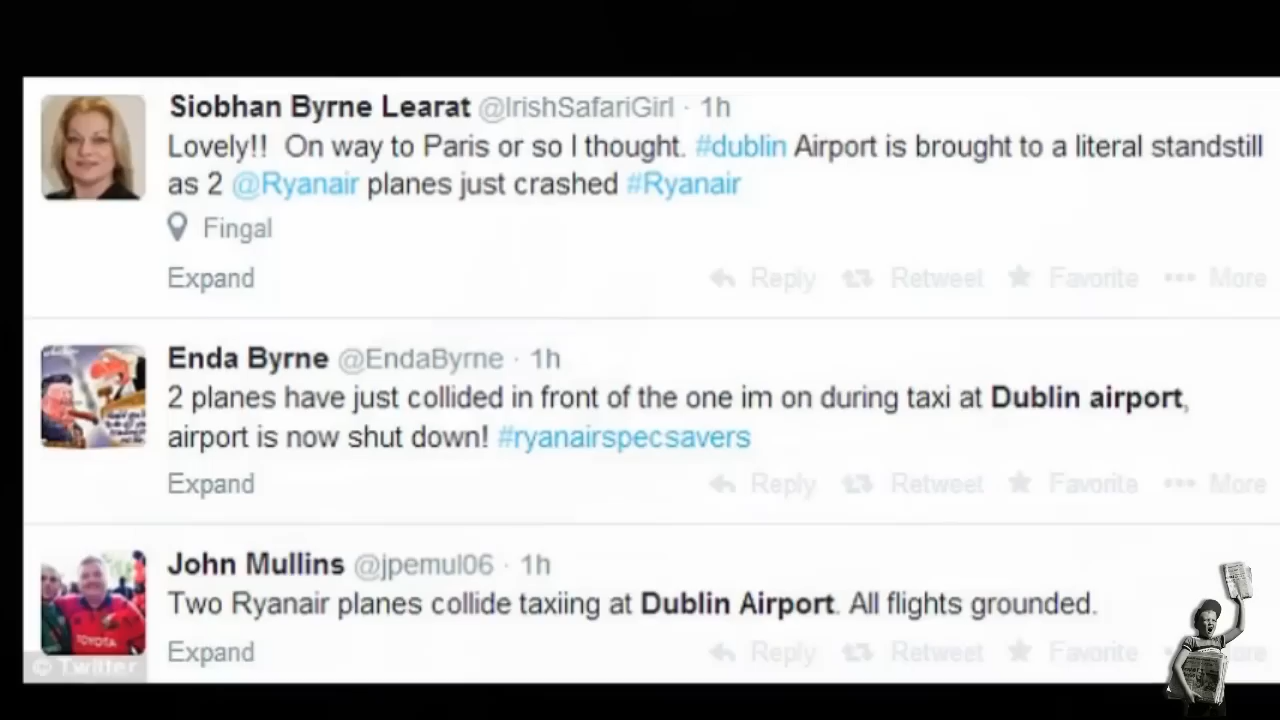 Siobhan Byrne Learat @IrishSafariGirl · 1h
Lovely!! On way to Paris or so I thought. #dublin Airport is brought to a literal standstill
as 2 @Ryanair planes just crashed #Ryanair
Fingal
Expand Reply Retweet Favorite More
Enda Byrne @EndaByrne · 1h
2 planes have just collided in front of the one im on during taxi at Dublin airport,
airport is now shut down! #ryanairspecsavers
Expand Reply Retweet Favorite More
John Mullins @jpemul06 · 1h
Two Ryanair planes collide taxiing at Dublin Airport. All flights grounded.
TOYOTA
Expand Reply Retweet Favorite
© Twitter